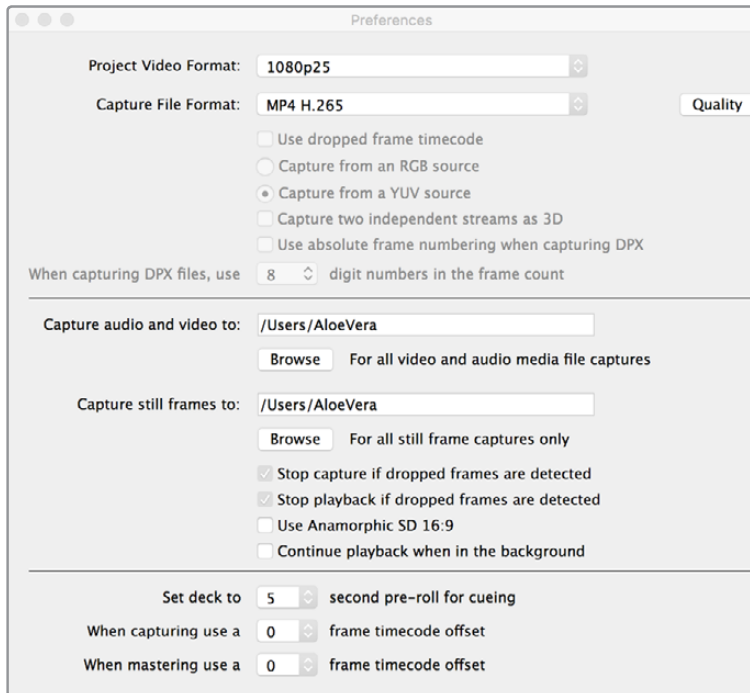 Preferences
Project Video Format: 1080p25
Capture File Format: MP4 H.265 Quality
Use dropped frame timecode
Capture from an RGB source
Capture from a YUV source
Capture two independent streams as 3D
Use absolute frame numbering when capturing DPX
When capturing DPX files, use 8 digit numbers in the frame count
Capture audio and video to: /Users/AloeVera
Browse For all video and audio media file captures
Capture still frames to: /Users/AloeVera
Browse For all still frame captures only
Stop capture if dropped frames are detected
Stop playback if dropped frames are detected
Use Anamorphic SD 16:9
Continue playback when in the background
Set deck to 5 second pre-roll for cueing
When capturing use a 0 frame timecode offset
When mastering use a 0 frame timecode offset